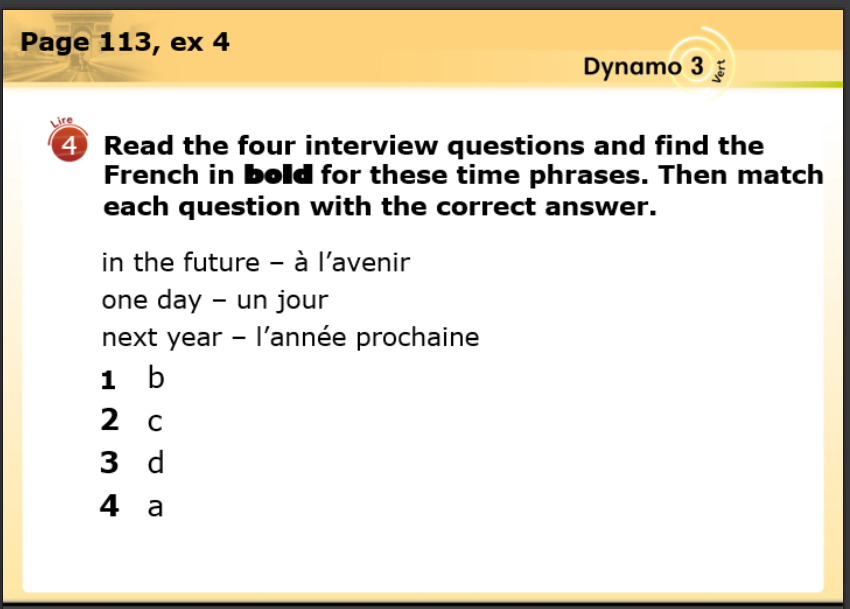 Page 113, ex 4
Dynamo 3 Vert
Lire
4 Read the four interview questions and find the
French in bold for these time phrases. Then match
each question with the correct answer.
in the future – à l’avenir
one day – un jour
next year – l’année prochaine
1 b
2 c
3 d
4 a